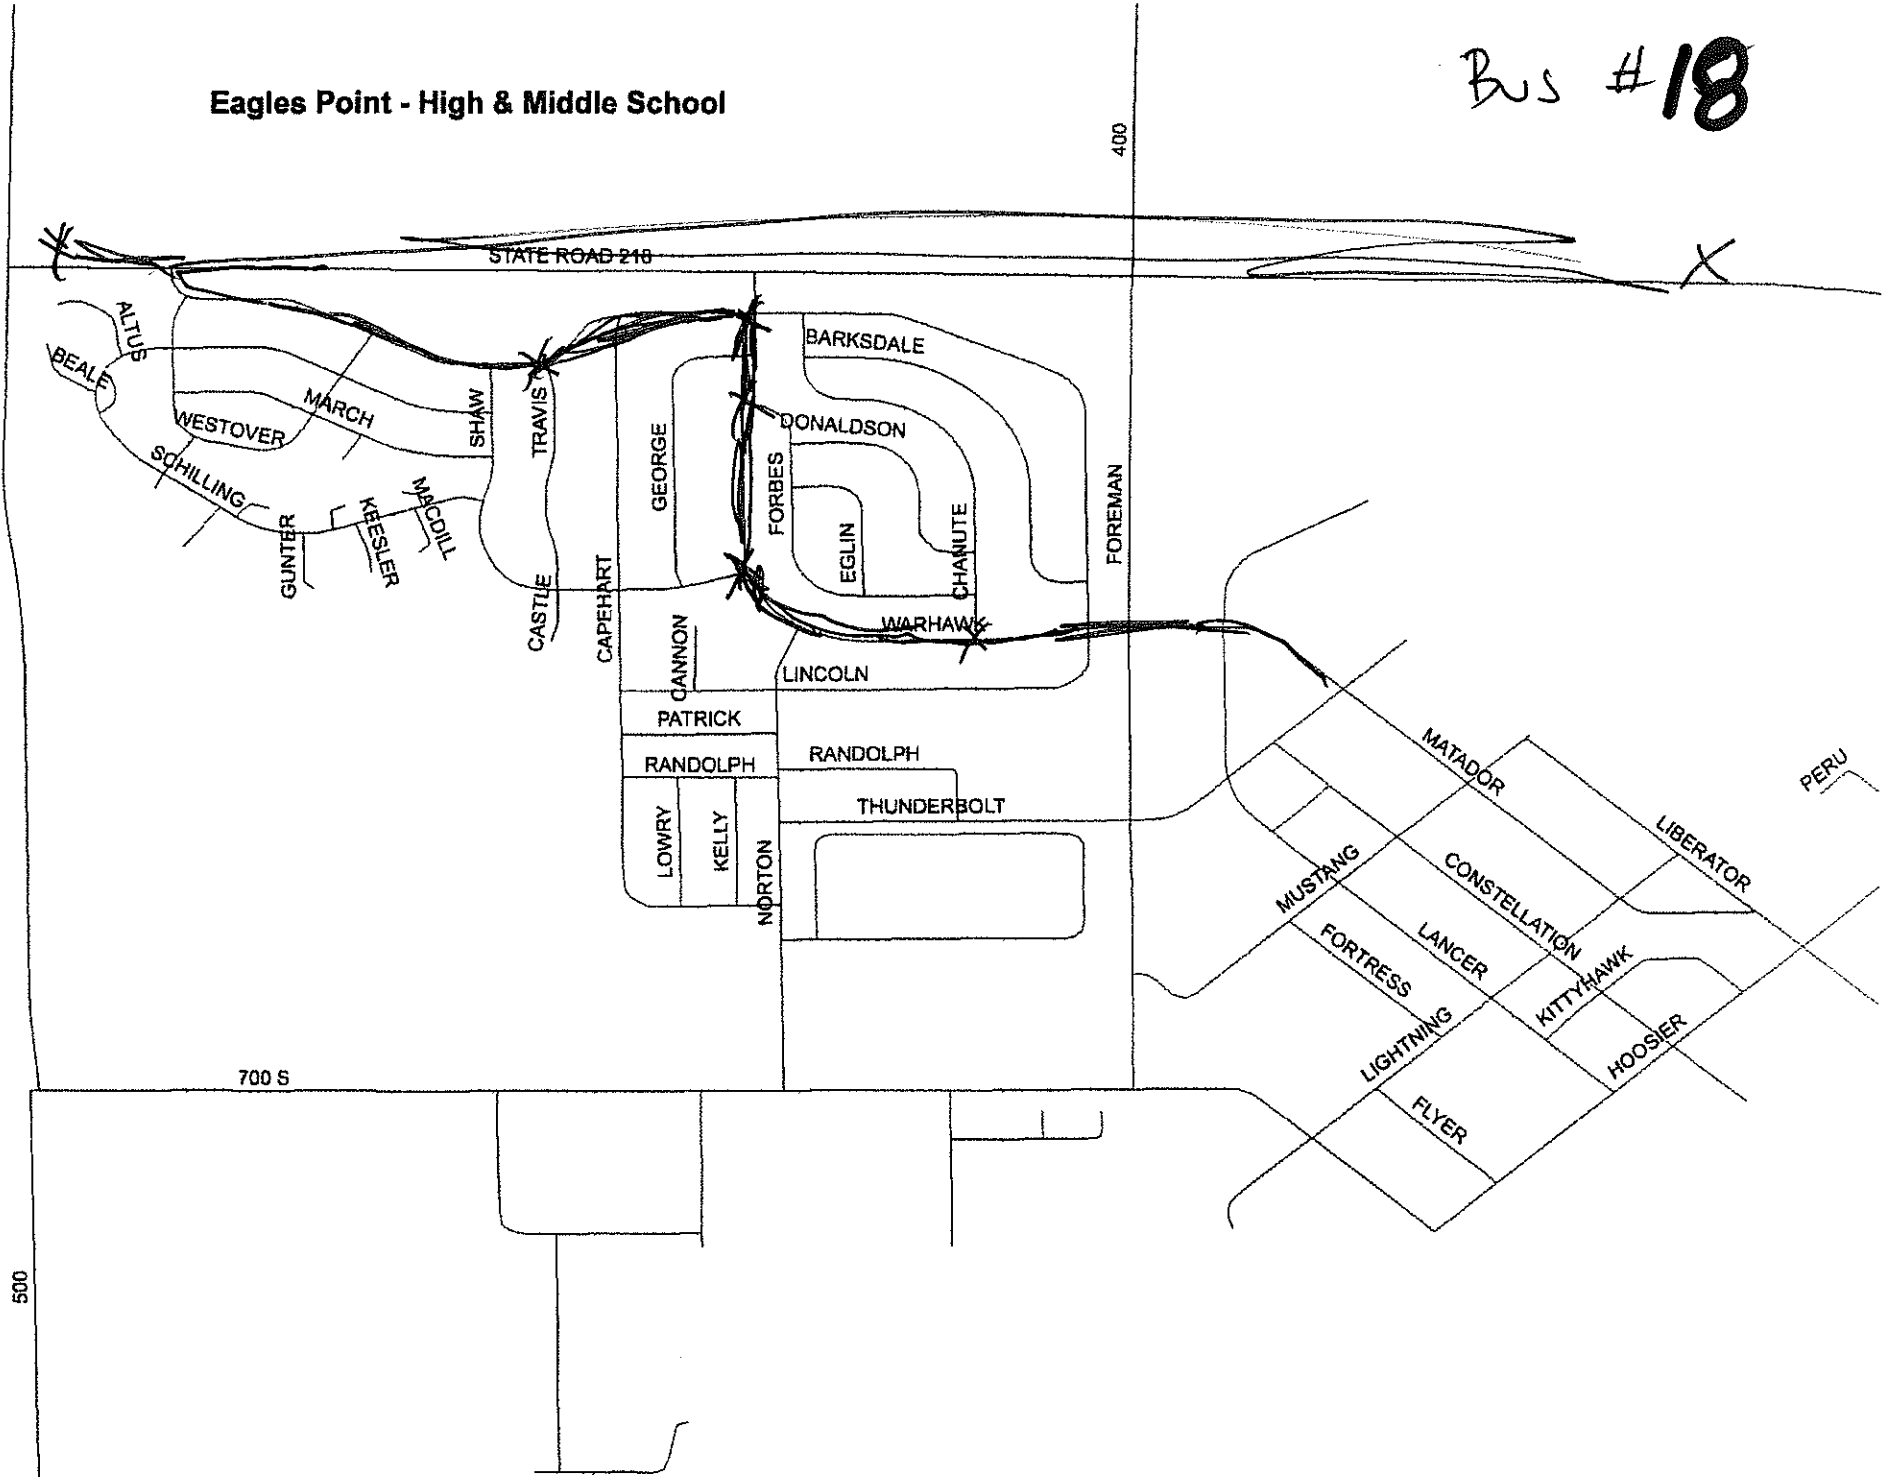 Bus #18
Eagles Point - High & Middle School
400
STATE ROAD 218
ALTUS
BEALE
BARKSDALE
MARCH
WESTOVER
SHAW
TRAVIS
GEORGE
DONALDSON
FORBES
SCHILLING
MACDILL
KEESLER
GUNTER
EGLIN
CHANUTE
FOREMAN
CASTLE
CAPEHART
CANNON
WARHAWK
LINCOLN
PATRICK
RANDOLPH
RANDOLPH
THUNDERBOLT
LOWRY
KELLY
NORTON
MATADOR
PERU
LIBERATOR
MUSTANG
CONSTELLATION
FORTRESS
LANCER
KITTYHAWK
LIGHTNING
HOOSIER
FLYER
700 S
500